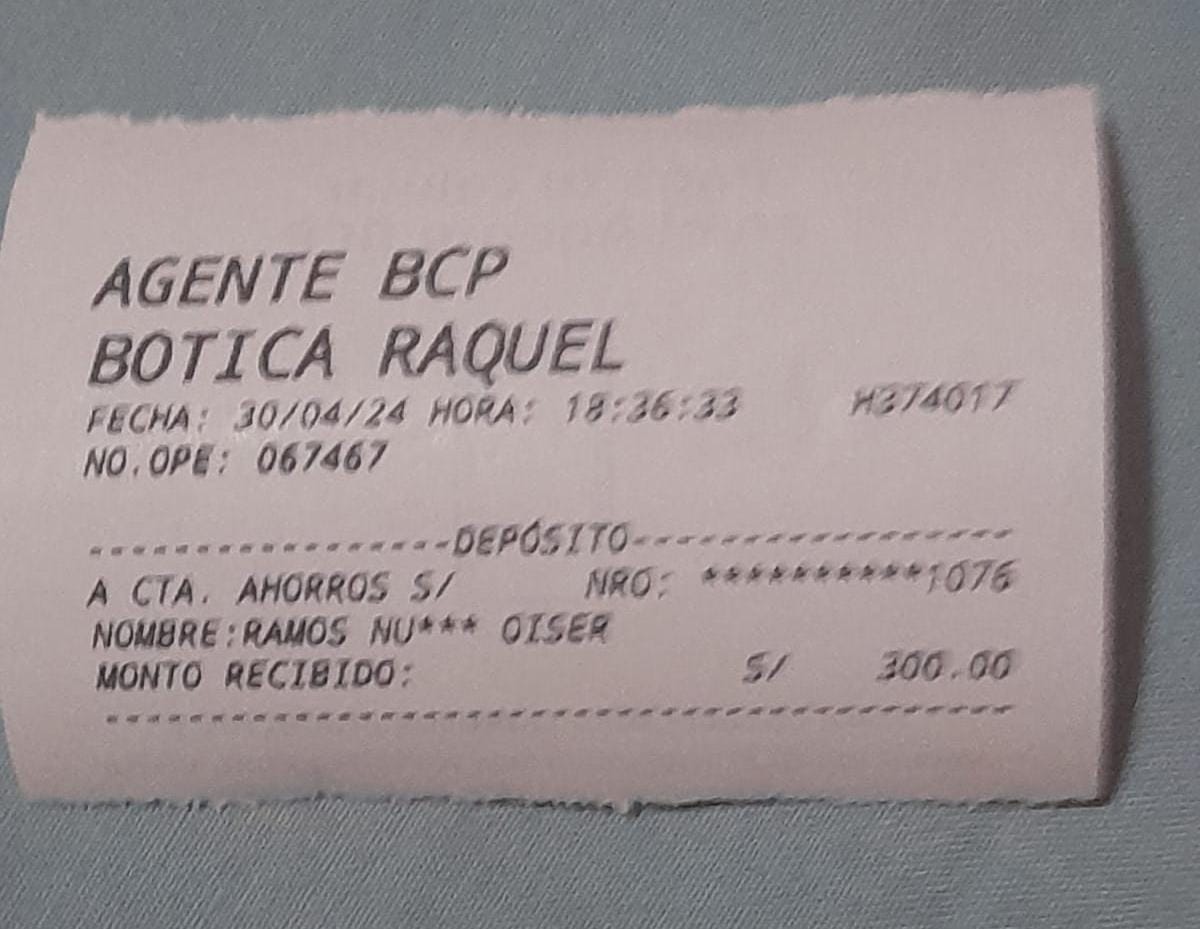 AGENTE BCP
BOTICA RAQUEL
FECHA: 30/04/24 HORA: 18:36:33 H374017
NO.OPE: 067467
-----------------DEPÓSITO------------------
A CTA. AHORROS S/ NRO: **********1076
NOMBRE:RAMOS NU*** OISER
MONTO RECIBIDO: S/ 300.00
-------------------------------------------